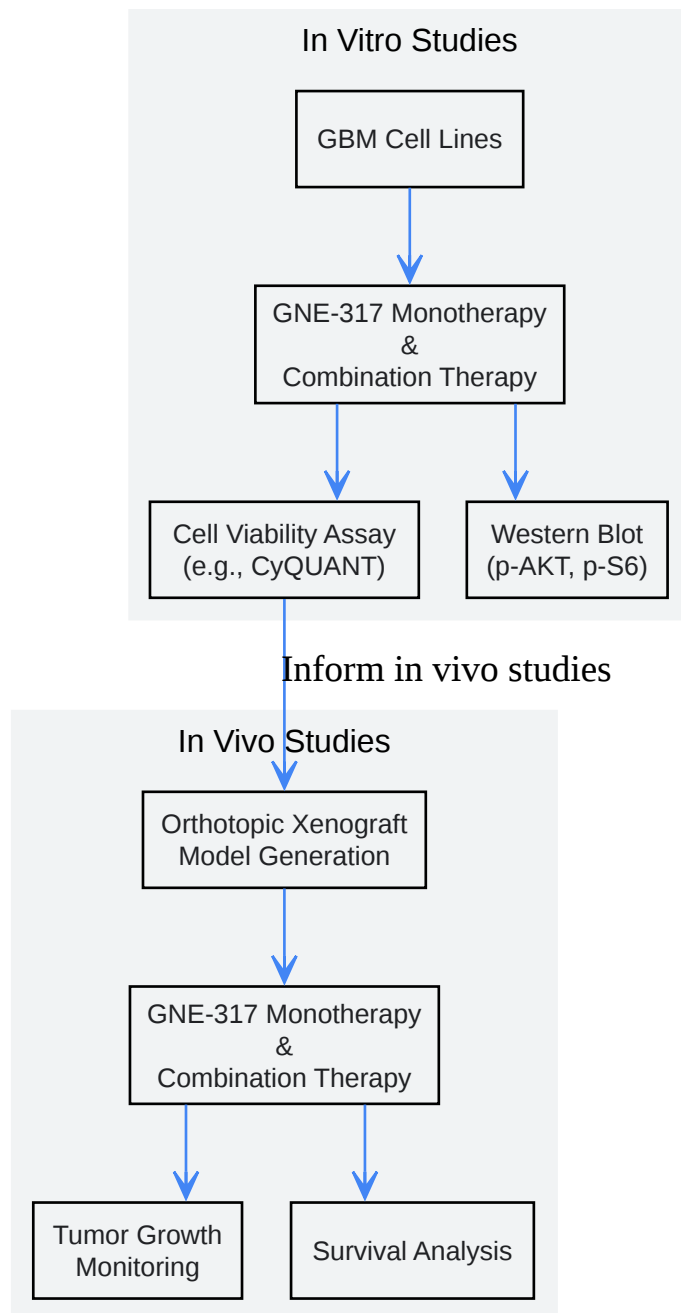 In Vitro Studies
GBM Cell Lines
GNE-317 Monotherapy
&
Combination Therapy
Cell Viability Assay
(e.g., CyQUANT)
Western Blot
(p-AKT, p-S6)
Inform in vivo studies
In Vivo Studies
Orthotopic Xenograft
Model Generation
GNE-317 Monotherapy
&
Combination Therapy
Tumor Growth
Monitoring
Survival Analysis